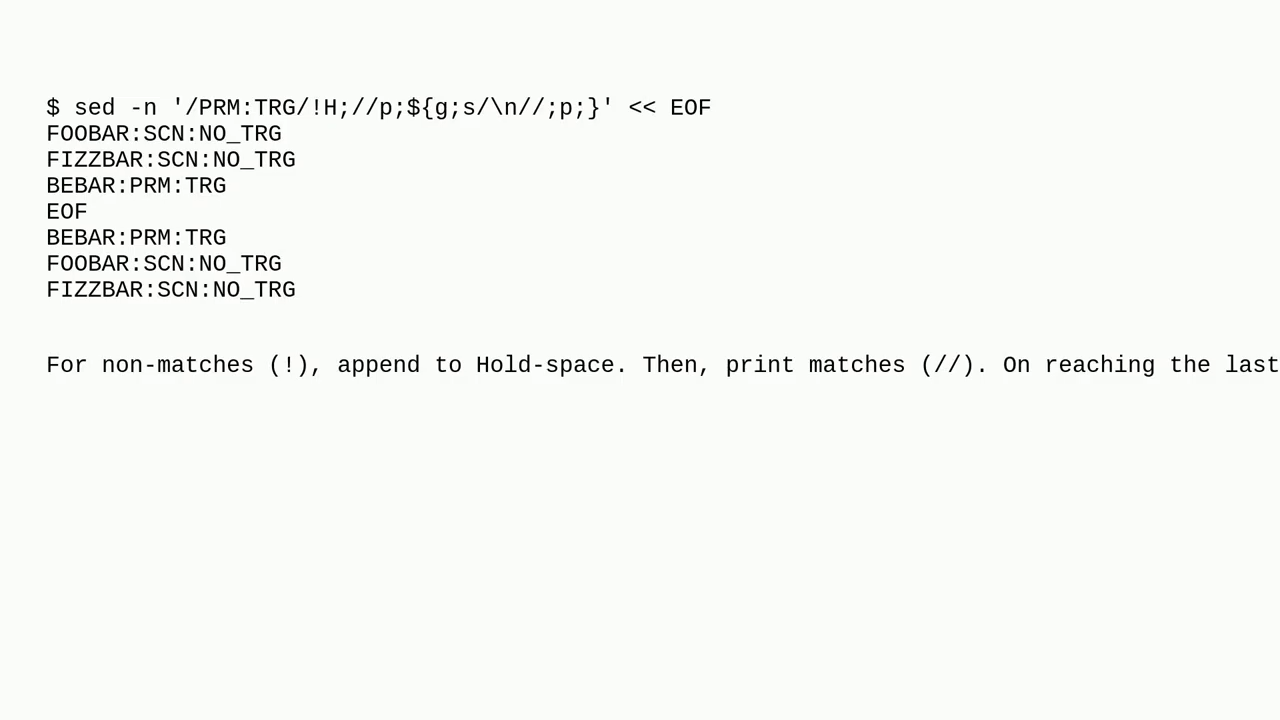 $ sed -n '/PRM:TRG/!H;//p;${g;s/\n//;p;}' << EOF
FOOBAR:SCN:NO_TRG
FIZZBAR:SCN:NO_TRG
BEBAR:PRM:TRG
EOF
BEBAR:PRM:TRG
FOOBAR:SCN:NO_TRG
FIZZBAR:SCN:NO_TRG
For non-matches (!), append to Hold-space. Then, print matches (//). On reaching the last